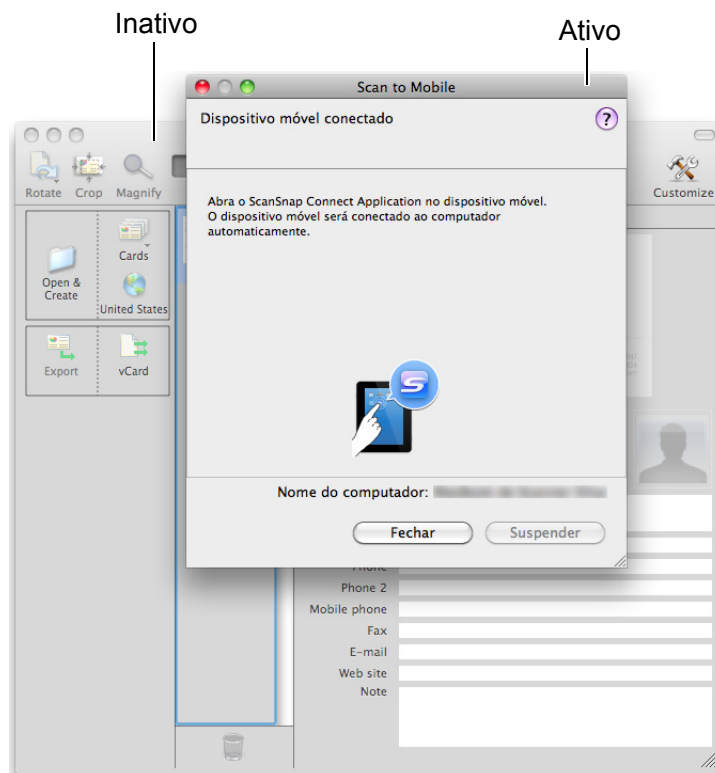 Inativo
Ativo
Scan to Mobile
Dispositivo móvel conectado
?
Rotate Crop Magnify
Customize
Abra o ScanSnap Connect Application no dispositivo móvel.
O dispositivo móvel será conectado ao computador
automaticamente.
Open &
Create
Cards
United States
Export
vCard
S
Nome do computador:
Fechar
Suspender
Phone
Phone 2
Mobile phone
Fax
E-mail
Web site
Note